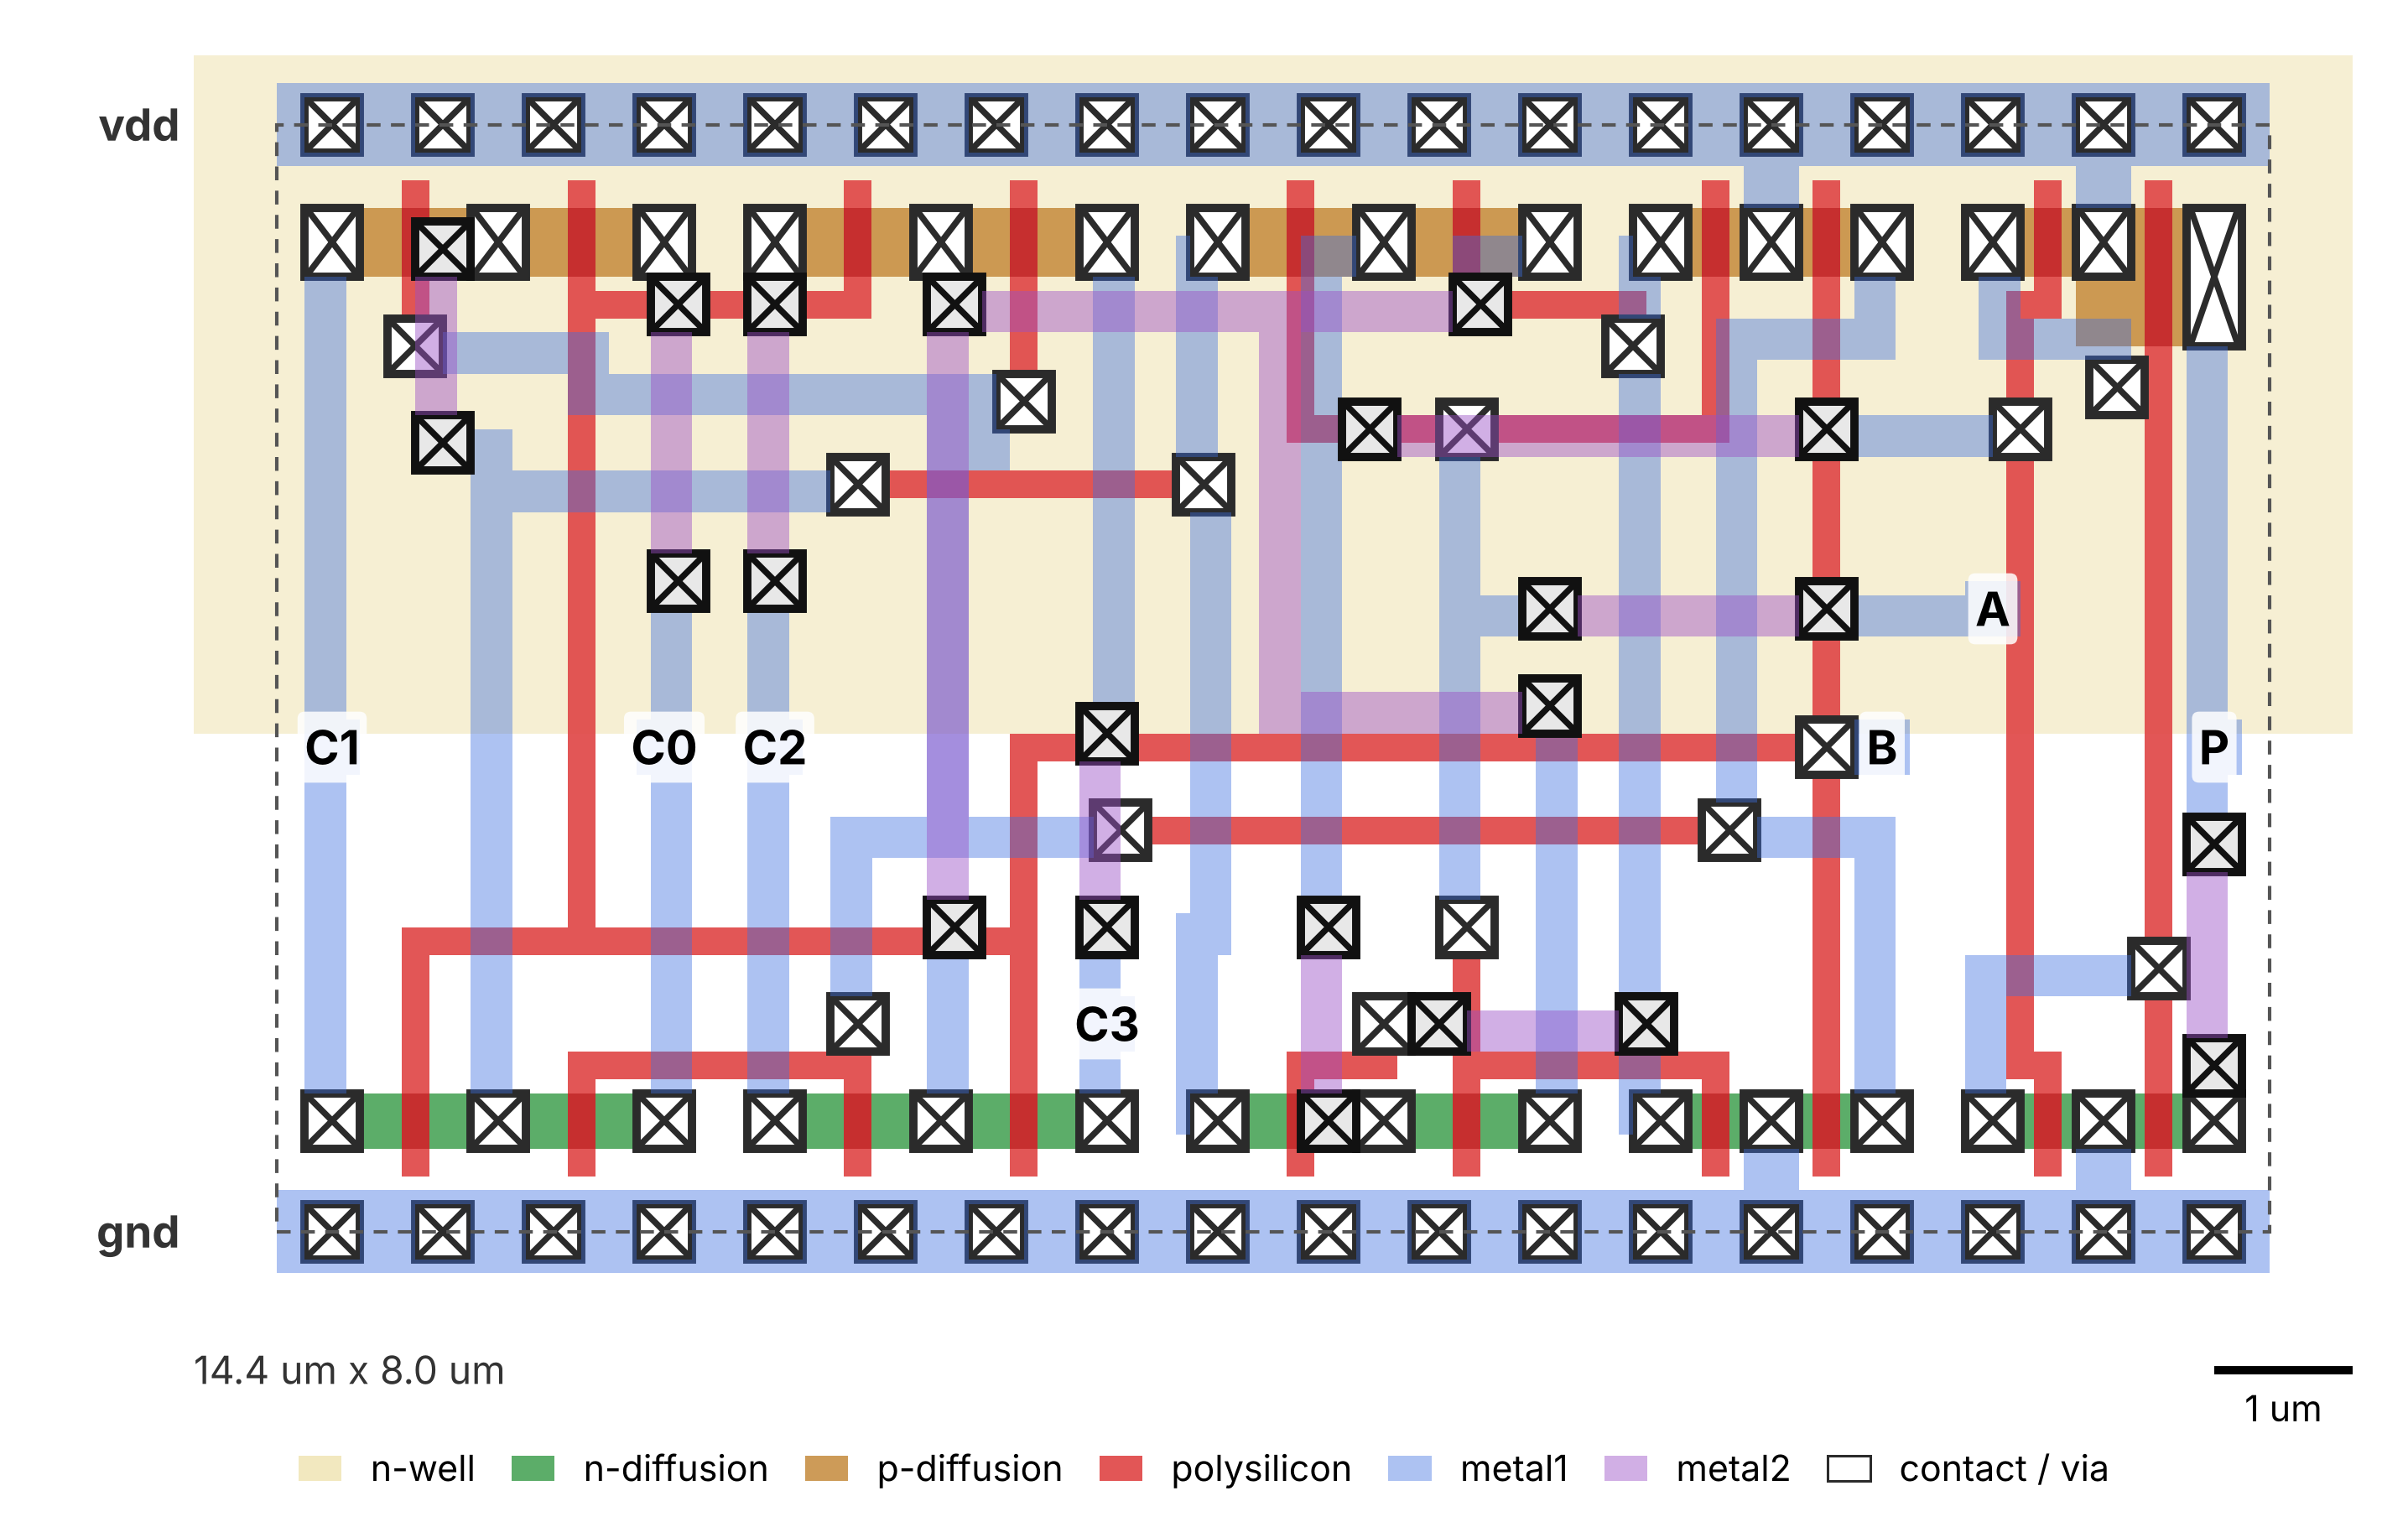 vdd
A
C1 C0 C2 B P
C3
gnd
14.4 um x 8.0 um
1 um
n-well n-diffusion p-diffusion polysilicon metal1 metal2 contact / via